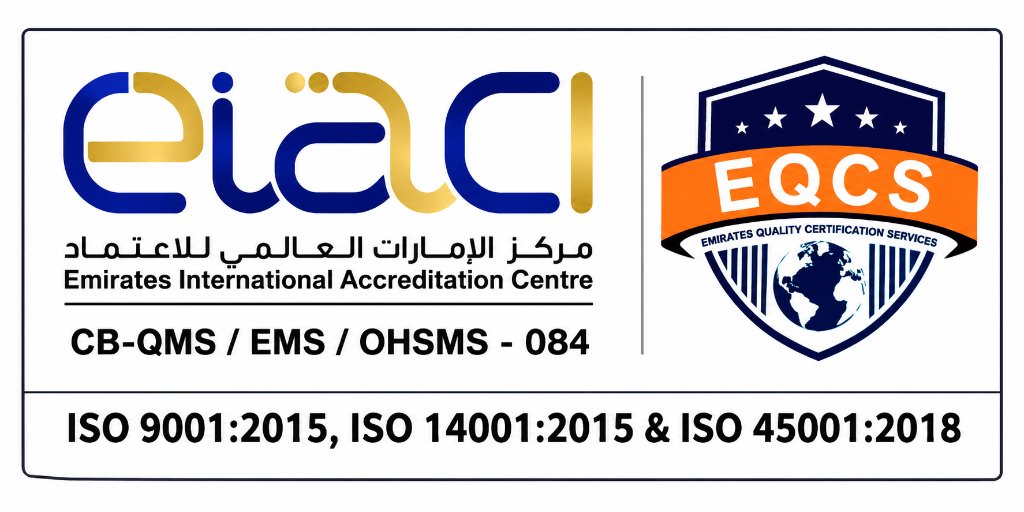 eiaci
مركز الإمارات العالمي للاعتماد
Emirates International Accreditation Centre
CB-QMS / EMS / OHSMS - 084
EQCS
EMIRATES QUALITY CERTIFICATION SERVICES
ISO 9001:2015, ISO 14001:2015 & ISO 45001:2018